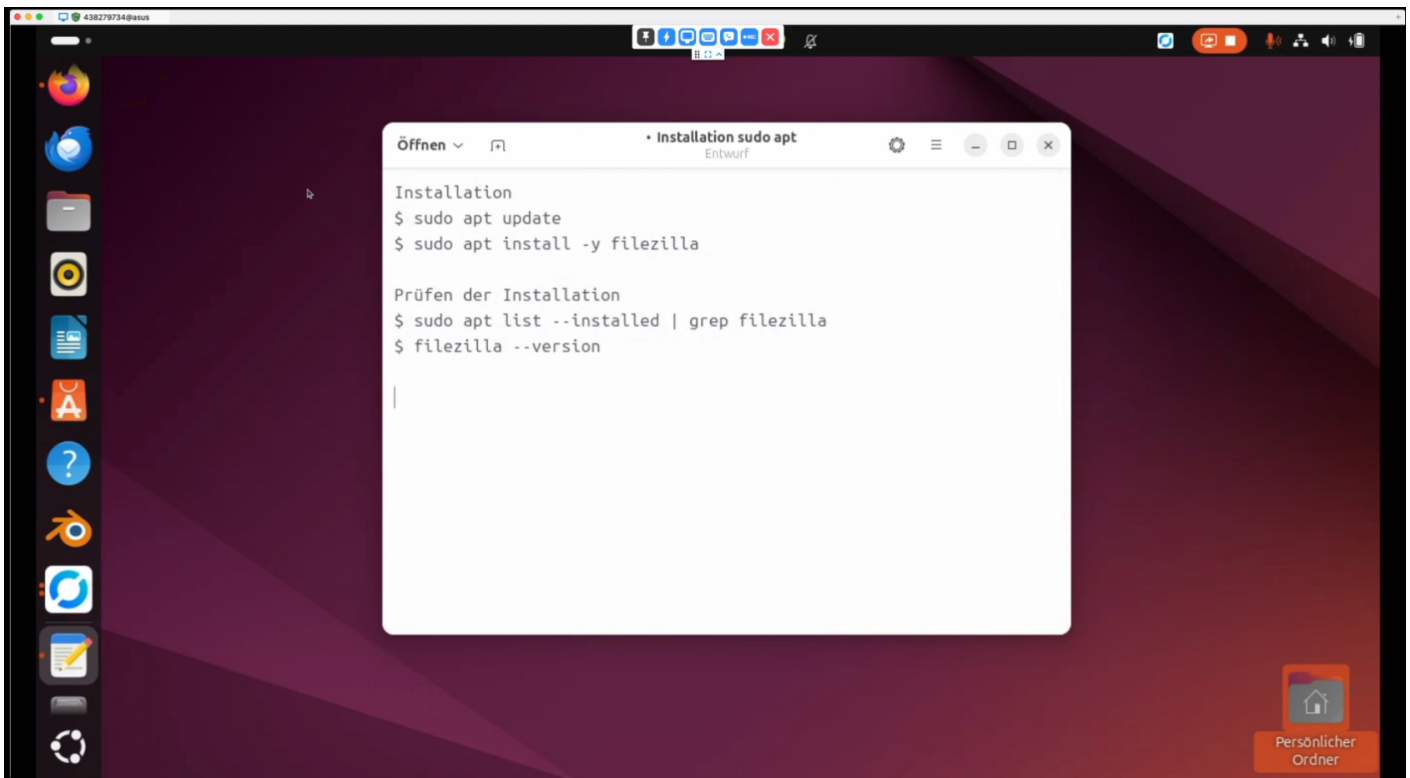 438279734@asus
Öffnen
• Installation sudo apt
Entwurf
Installation
$ sudo apt update
$ sudo apt install -y filezilla
Prüfen der Installation
$ sudo apt list --installed | grep filezilla
$ filezilla --version
Persönlicher
Ordner